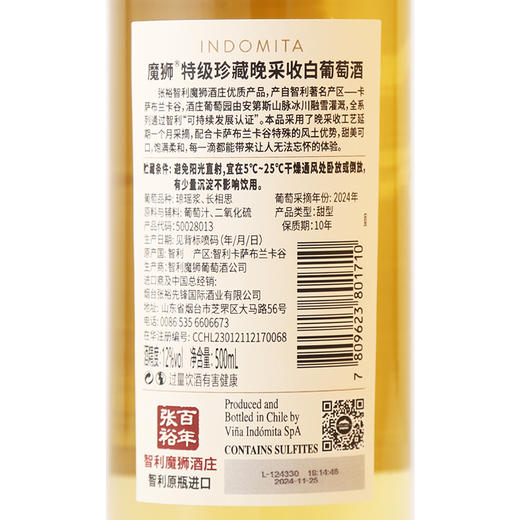 INDOMITA
魔狮®特级珍藏晚采收白葡萄酒
张裕智利魔狮酒庄优质产品，产自智利著名产区—卡
萨布兰卡谷，酒庄葡萄园由安第斯山脉冰川融雪灌溉，全系
列通过智利“可持续发展认证”。本品采用了晚采收工艺延
期一个月采摘，配合卡萨布兰卡谷特殊的风土优势，甜美可
口，饱满柔和，每一滴都能带来让人无法忘怀的体验。
贮藏条件：避免阳光直射，宜在5℃~25℃干燥通风处卧放或倒放，
有少量沉淀不影响饮用。
葡萄品种：琼瑶浆、长相思 葡萄采摘年份：2024年
原料与辅料：葡萄汁、二氧化硫 产品类型：甜型
产品代码：50028013 保质期：10年
生产日期：见背标喷码（年/月/日）
原产国：智利 产区：智利卡萨布兰卡谷
生产商：智利魔狮葡萄酒公司
进口商及中国总经销：
烟台张裕先锋国际酒业有限公司
地址：山东省烟台市芝罘区大马路56号
电话：0086 535 6606673
在华注册编号：CCHL23012112170068
酒精度：12%vol 净含量：500mL
过量饮酒有害健康
7 809623 801710
百年
张裕
智利魔狮酒庄
智利原瓶进口
Produced and
Bottled in Chile by
Viña Indómita SpA
CONTAINS SULFITES
L-124330 18:14:46
2024-11-25